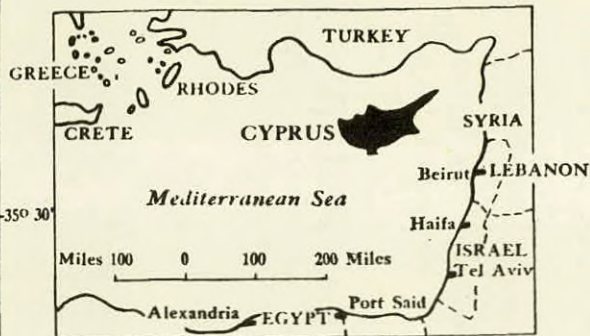 TURKEY
GREECE
RHODES
CRETE
CYPRUS
SYRIA
Beirut
LEBANON
Mediterranean Sea
-35° 30'
Haifa
ISRAEL
Miles 100 0 100 200 Miles
Tel Aviv
Port Said
Alexandria
EGYPT